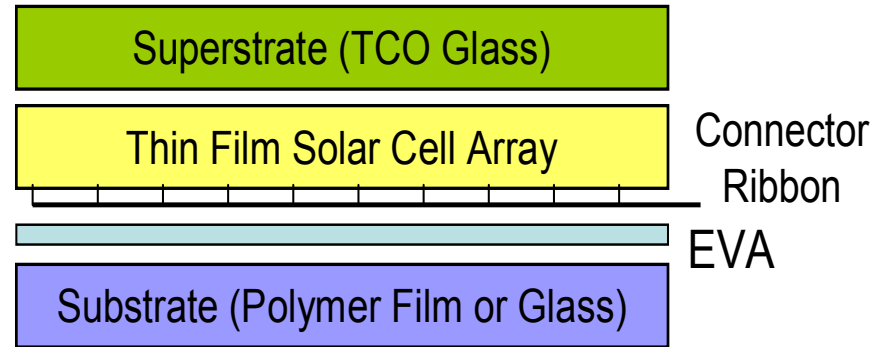 Superstrate (TCO Glass)
Thin Film Solar Cell Array
Connector
Ribbon
EVA
Substrate (Polymer Film or Glass)